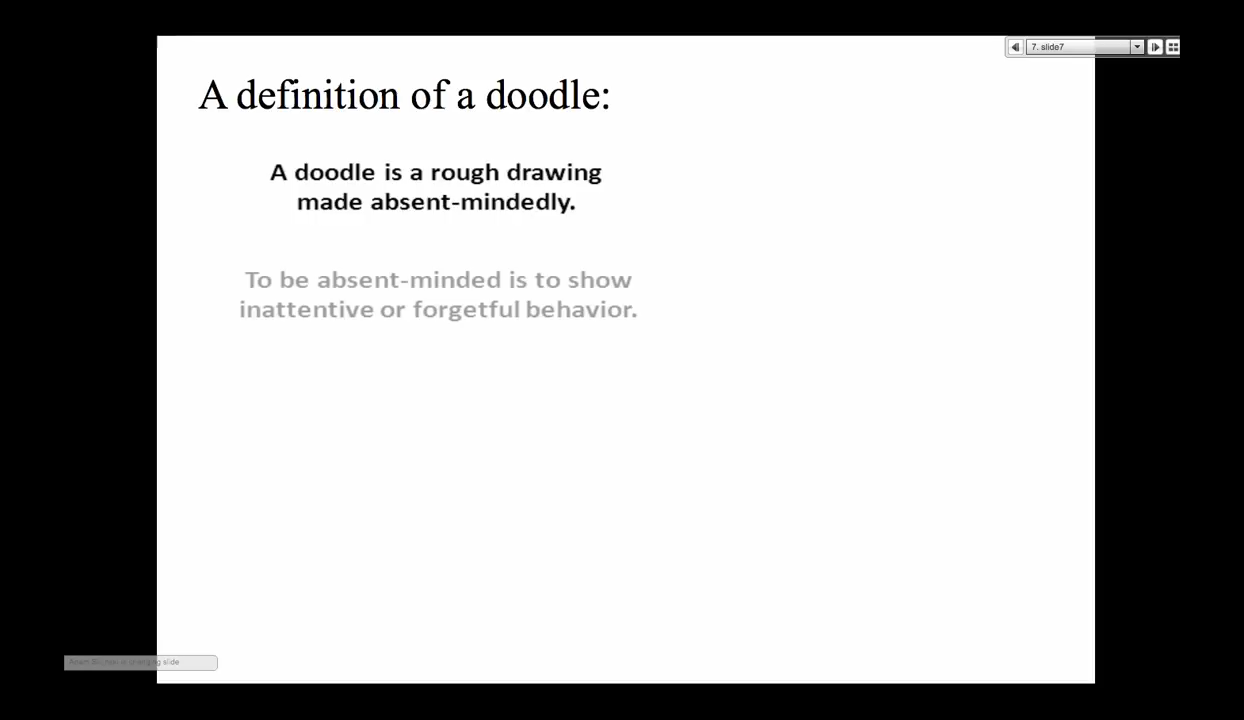 7. slide7
A definition of a doodle:
A doodle is a rough drawing
made absent-mindedly.
To be absent-minded is to show
inattentive or forgetful behavior.
slide